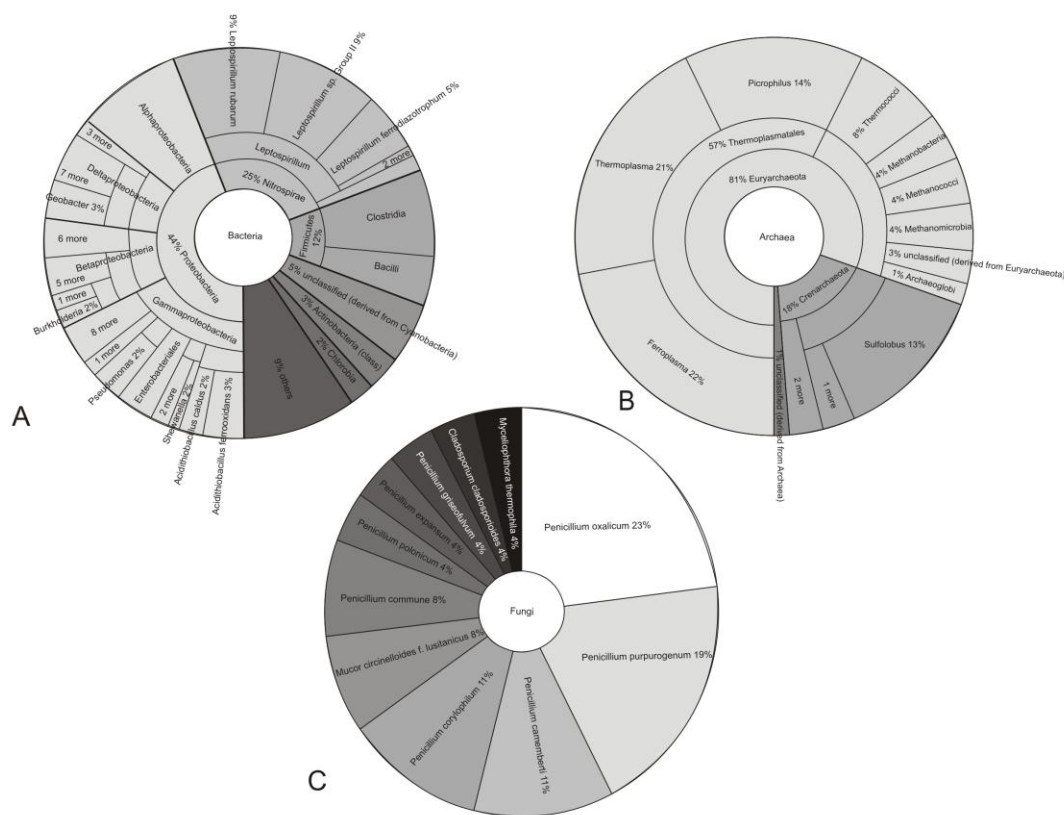 9% Leptospirillum rubarum
Leptospirillum sp. Group II 9%
Leptospirillum ferrodiazotrophum 5%
2 more
Leptospirillum
25% Nitrospirae
Alphaproteobacteria
3 more
Deltaproteobacteria
7 more
Geobacter 3%
6 more
Betaproteobacteria
5 more
1 more
Burkholderia 2%
44% Proteobacteria
Gammaproteobacteria
8 more
1 more
Pseudomonas 2%
Enterobacteriales
2 more
Shewanella 2%
Acidithiobacillus caldus 2%
Acidithiobacillus ferrooxidans 3%
Bacteria
Firmicutes
12%
Clostridia
Bacilli
5% unclassified (derived from Cyanobacteria)
3% Actinobacteria (class)
2% Chlorobia
9% others
A
Picrophilus 14%
Thermoplasma 21%
57% Thermoplasmatales
81% Euryarchaeota
8% Thermococci
4% Methanobacteria
4% Methanococci
4% Methanomicrobia
3% unclassified (derived from Euryarchaeota)
1% Archaeoglobi
Archaea
18% Crenarchaeota
Sulfolobus 13%
1 more
2 more
1% unclassified (derived from Archaea)
Ferroplasma 22%
B
Myceliophthora thermophila 4%
Cladosporium cladosporioides 4%
Penicillium griseofulvum 4%
Penicillium expansum 4%
Penicillium polonicum 4%
Penicillium commune 8%
Mucor circinelloides f. lusitanicus 8%
Penicillium corylophilum 11%
Penicillium camemberti 11%
Penicillium purpurogenum 19%
Penicillium oxalicum 23%
Fungi
C